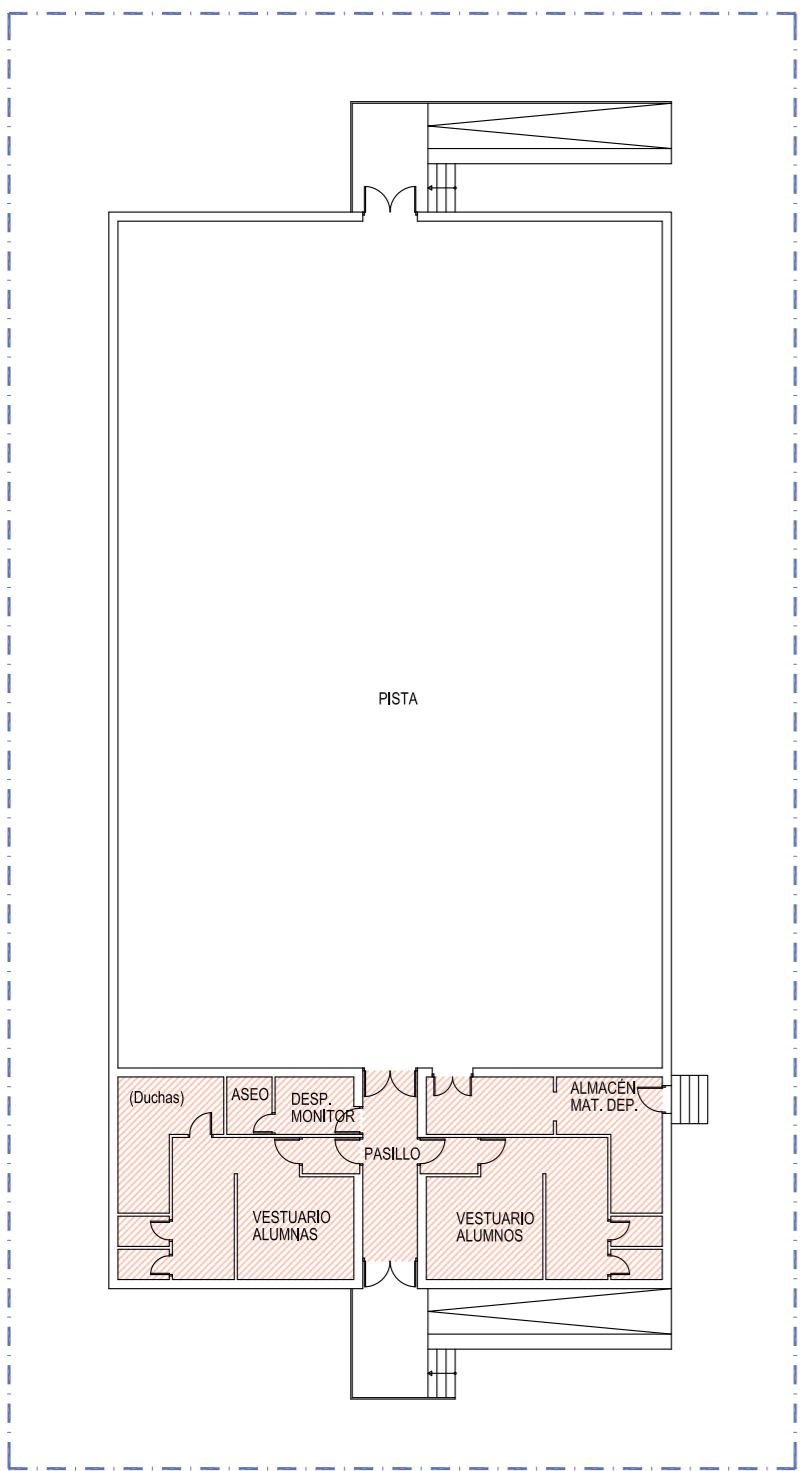 PISTA
(Duchas)
ASEO
DESP.
MONITOR
ALMACÉN
MAT. DEP.
PASILLO
VESTUARIO
ALUMNAS
VESTUARIO
ALUMNOS